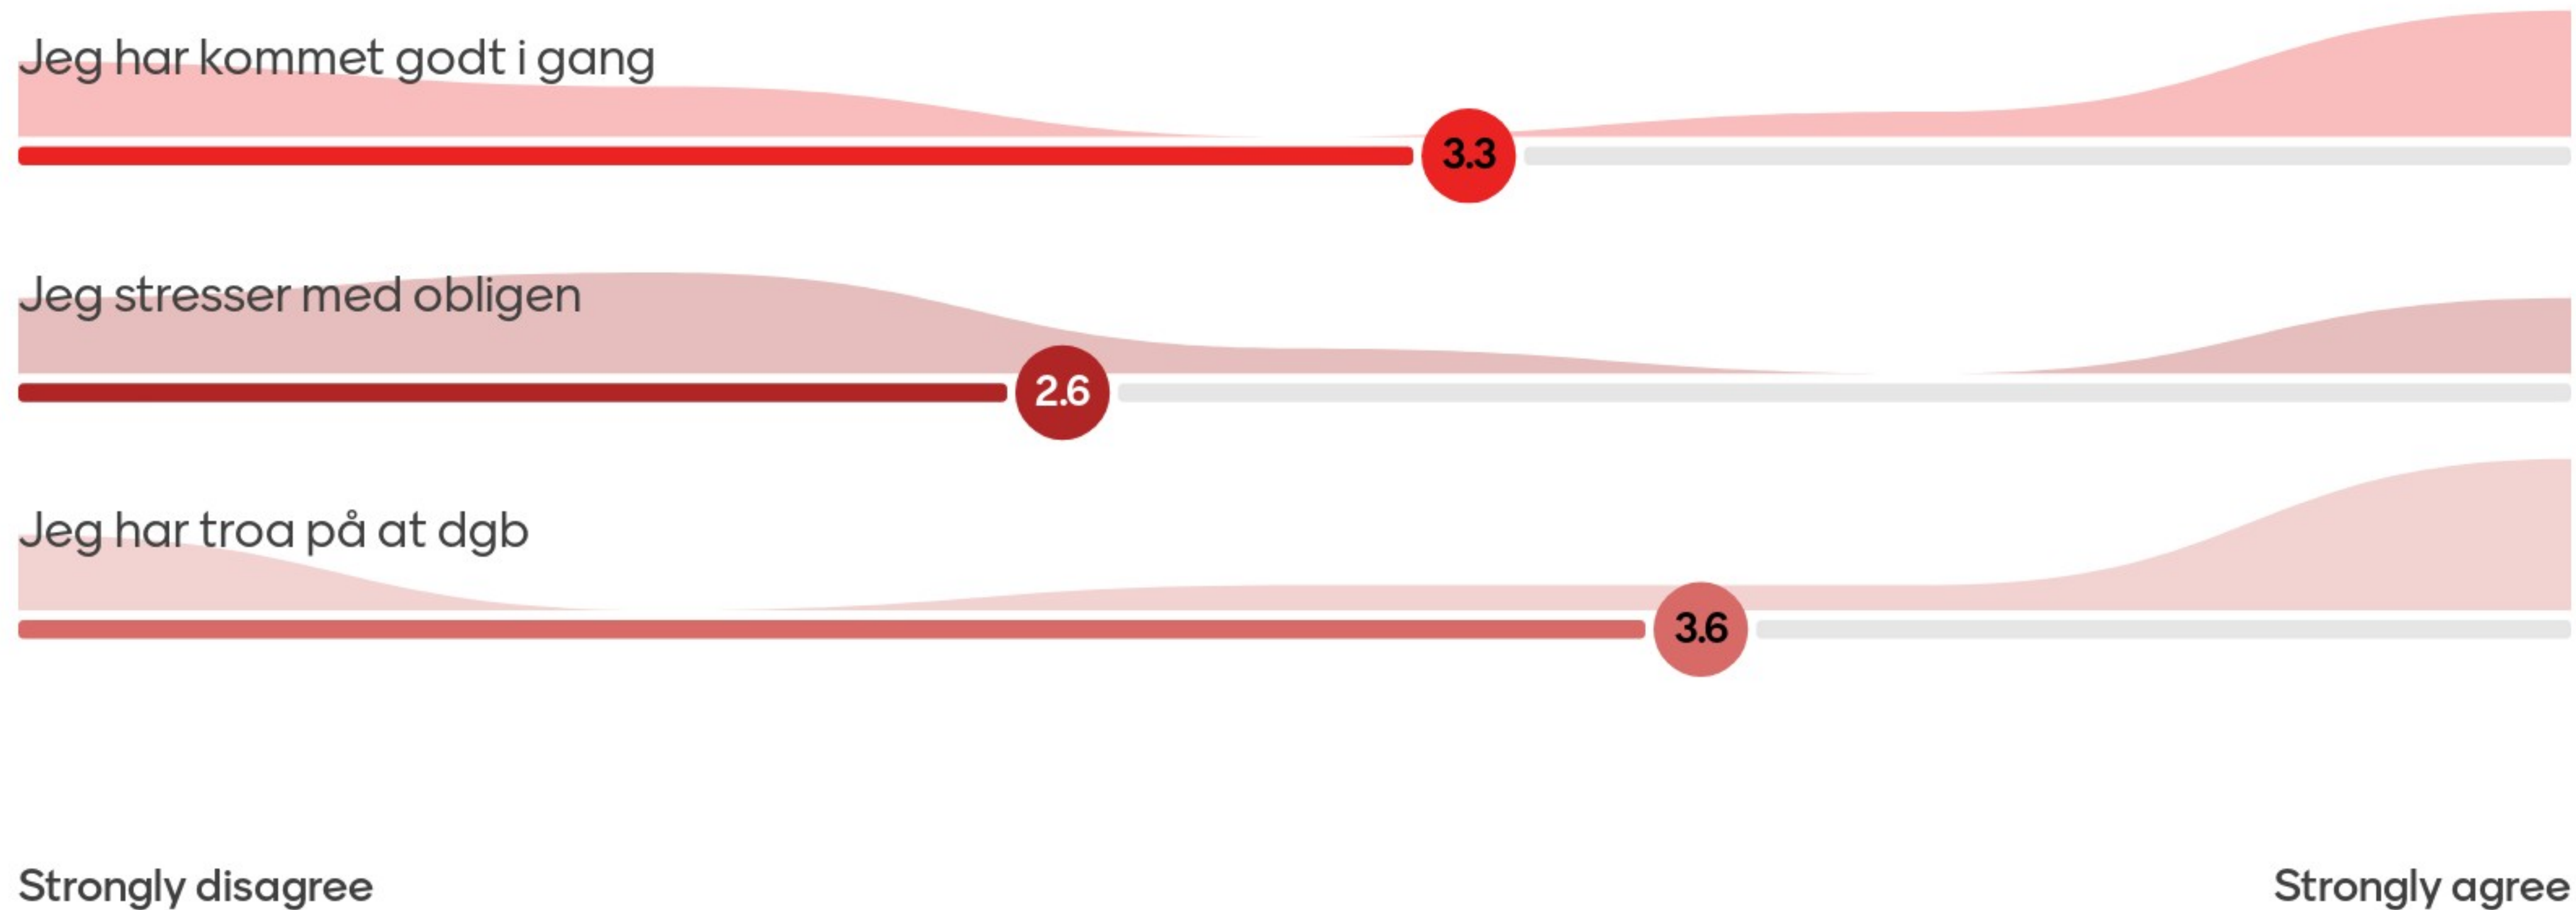 Jeg har kommet godt i gang
3.3
Jeg stresser med obligen
2.6
Jeg har troa på at dgb
3.6
Strongly disagree
Strongly agree